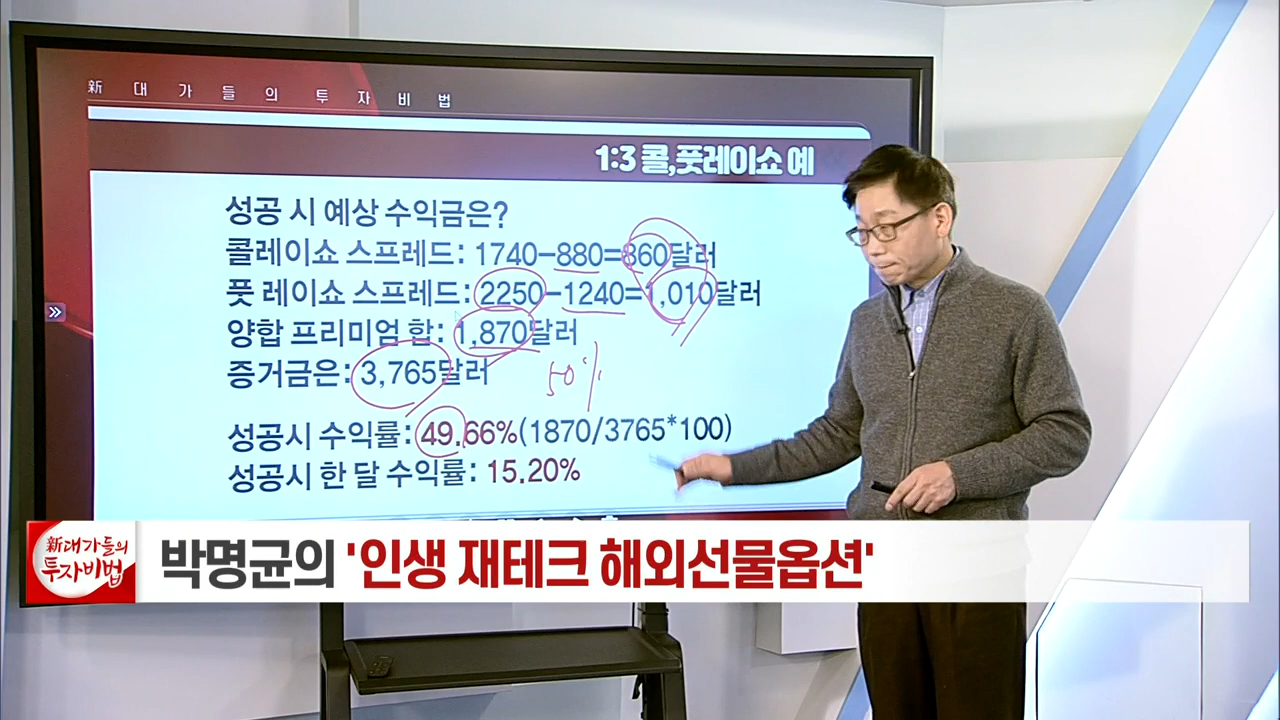 新 대 가 들 의 투 자 비 법
1:3 콜,풋레이쇼 예
성공 시 예상 수익금은?
콜레이쇼 스프레드: 1740-880=860달러
풋 레이쇼 스프레드: 2250-1240=1,010달러
양합 프리미엄 합: 1,870달러
증거금은: 3,765달러
50%
성공시 수익률: 49.66%(1870/3765*100)
성공시 한 달 수익률: 15.20%
新대가들의
투자비법
박명균의 '인생 재테크 해외선물옵션'